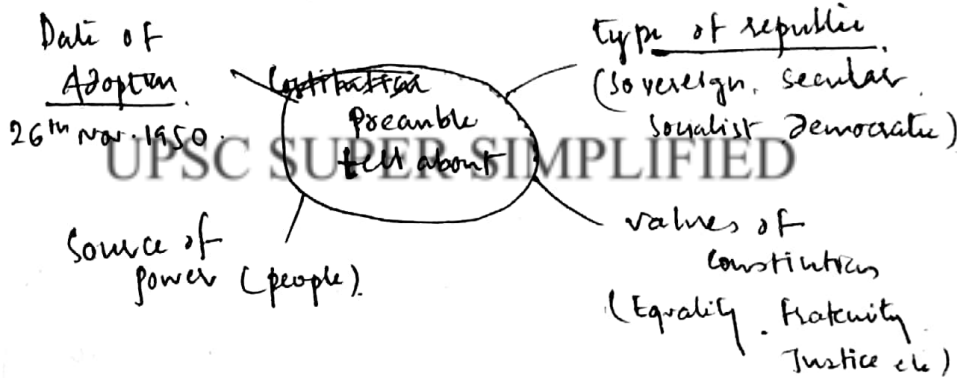 Date of
Adoption
26th Nov. 1950.
Constitution
Preamble
tell about
type of republic
(sovereign, secular
socialist Democratic)
UPSC SUPER SIMPLIFIED
Source of
power (people).
values of
Constitution
(Equality. Fraternity
Justice etc)